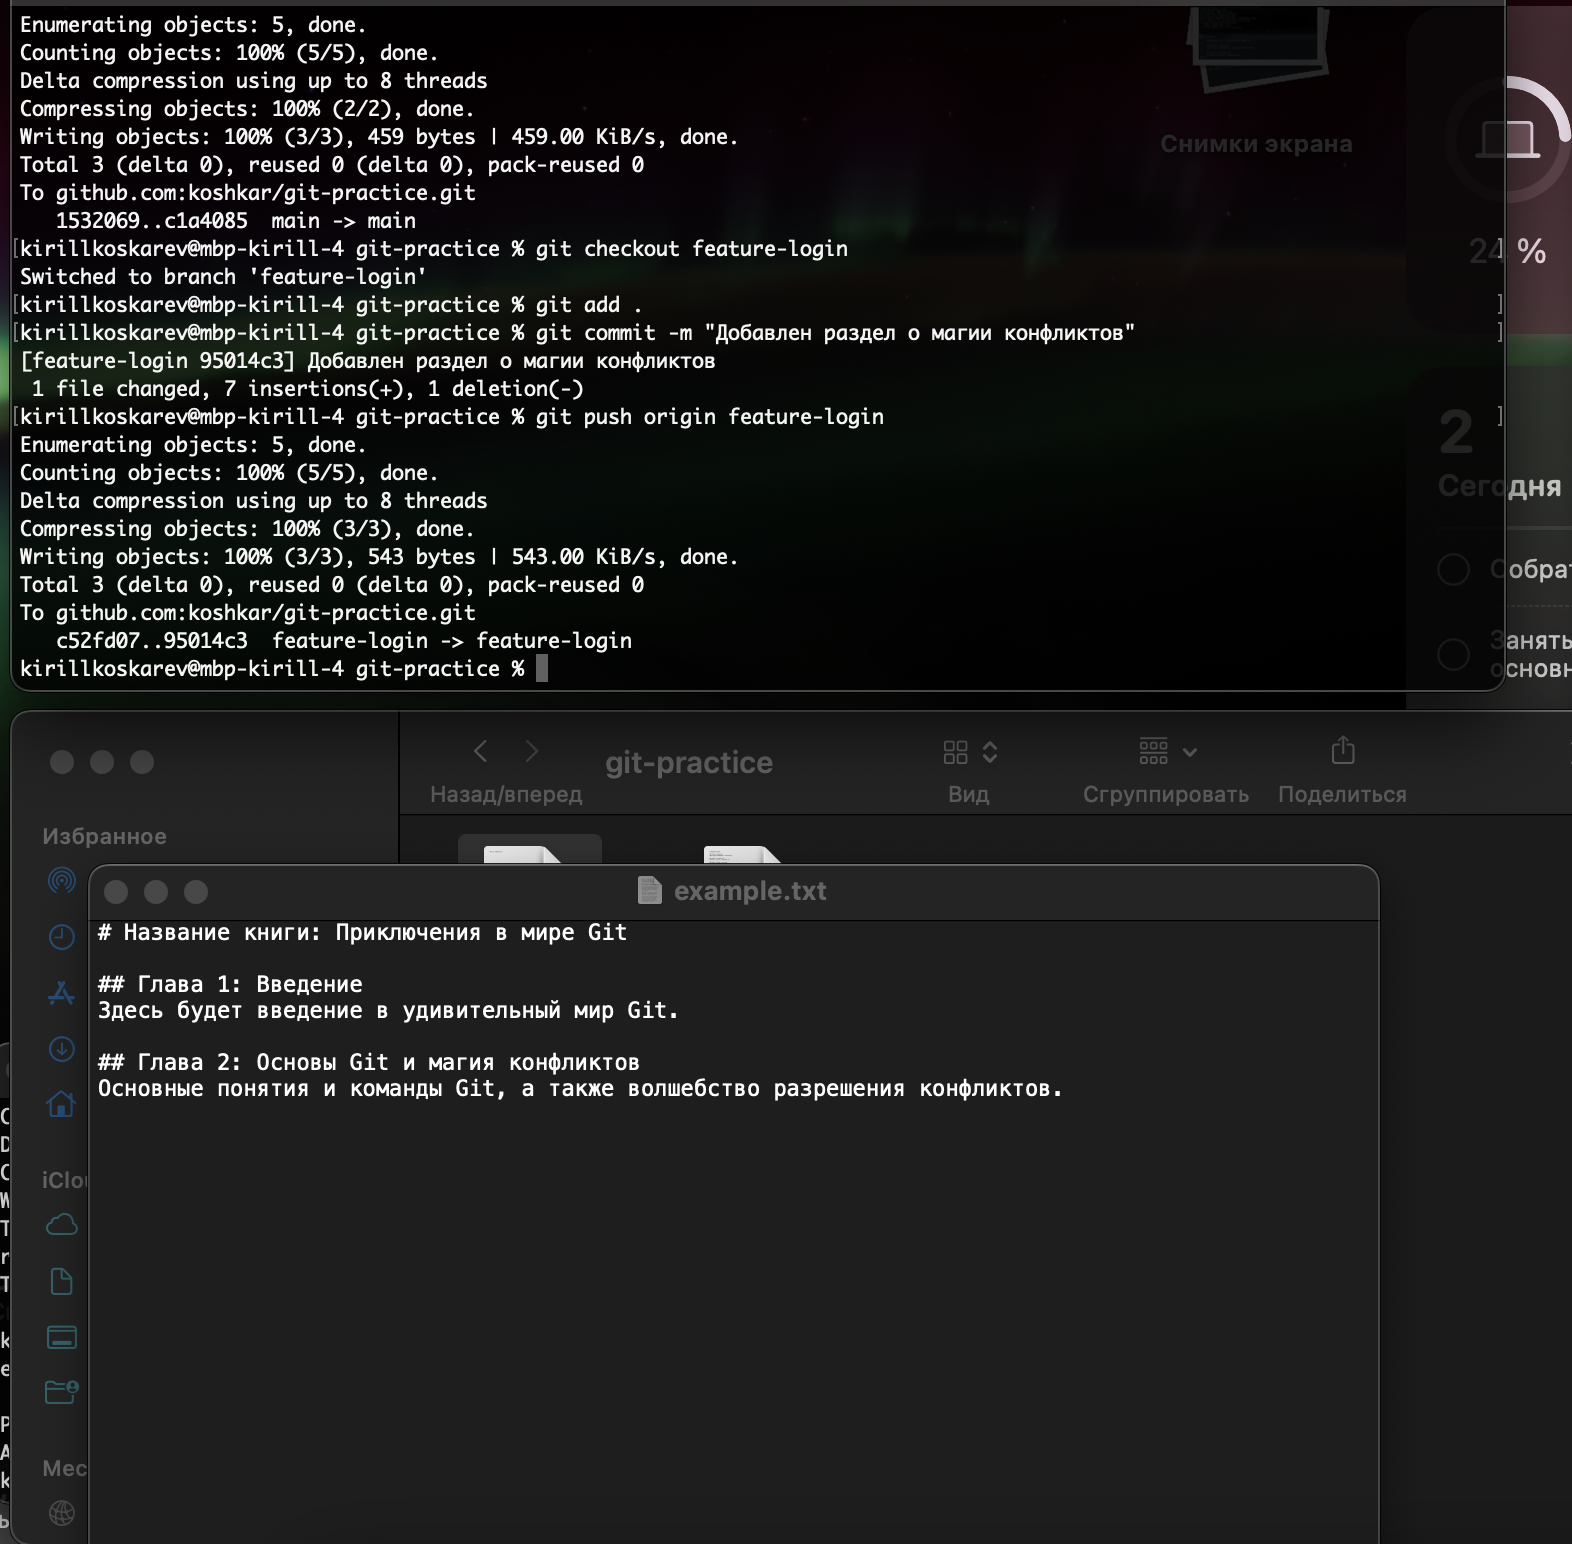 Enumerating objects: 5, done.
Counting objects: 100% (5/5), done.
Delta compression using up to 8 threads
Compressing objects: 100% (2/2), done.
Writing objects: 100% (3/3), 459 bytes | 459.00 KiB/s, done.
Total 3 (delta 0), reused 0 (delta 0), pack-reused 0
To github.com:koshkar/git-practice.git
1532069..c1a4085  main -> main
[kirillkoskarev@mbp-kirill-4 git-practice % git checkout feature-login ]
Switched to branch 'feature-login'
[kirillkoskarev@mbp-kirill-4 git-practice % git add . ]
[kirillkoskarev@mbp-kirill-4 git-practice % git commit -m "Добавлен раздел о магии конфликтов" ]
[feature-login 95014c3] Добавлен раздел о магии конфликтов
1 file changed, 7 insertions(+), 1 deletion(-)
[kirillkoskarev@mbp-kirill-4 git-practice % git push origin feature-login ]
Enumerating objects: 5, done.
Counting objects: 100% (5/5), done.
Delta compression using up to 8 threads
Compressing objects: 100% (3/3), done.
Writing objects: 100% (3/3), 543 bytes | 543.00 KiB/s, done.
Total 3 (delta 0), reused 0 (delta 0), pack-reused 0
To github.com:koshkar/git-practice.git
c52fd07..95014c3  feature-login -> feature-login
kirillkoskarev@mbp-kirill-4 git-practice %
Снимки экрана
24 %
2
Сегодня
git-practice
Назад/вперед
Вид
Сгруппировать
Поделиться
Избранное
example.txt
# Название книги: Приключения в мире Git
## Глава 1: Введение
Здесь будет введение в удивительный мир Git.
## Глава 2: Основы Git и магия конфликтов
Основные понятия и команды Git, а также волшебство разрешения конфликтов.